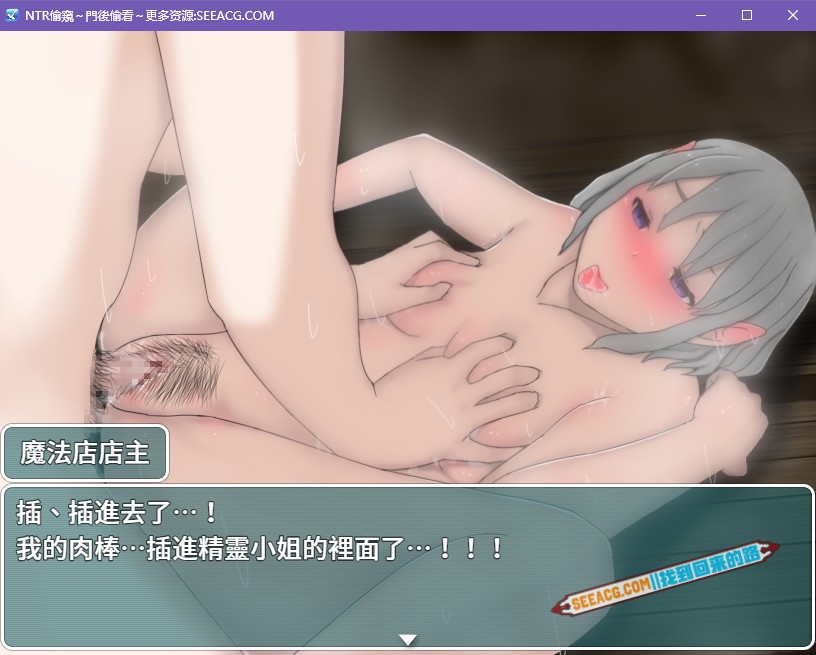 NTR偷窺～門後偷看～更多资源:SEEACG.COM
魔法店店主
插、插進去了…！
我的肉棒…插進精靈小姐的裡面了…！！！
SEEACG.COM||找到回来的路